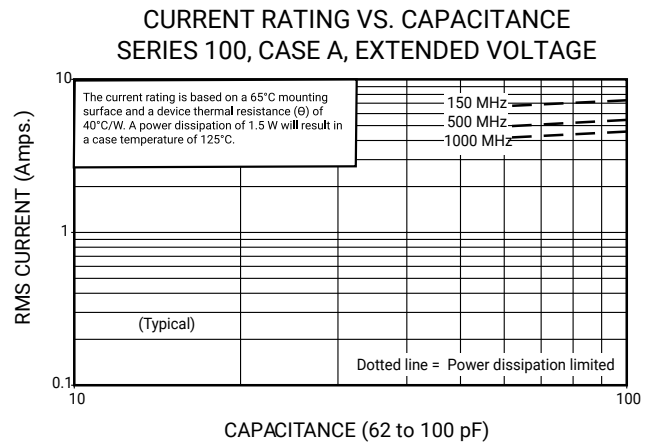 CURRENT RATING VS. CAPACITANCE
SERIES 100, CASE A, EXTENDED VOLTAGE
10
The current rating is based on a 65°C mounting
surface and a device thermal resistance (Θ) of
40°C/W. A power dissipation of 1.5 W will result in
a case temperature of 125°C.
150 MHz
500 MHz
1000 MHz
RMS CURRENT (Amps.)
1
(Typical)
Dotted line = Power dissipation limited
0.1
10
100
CAPACITANCE (62 to 100 pF)